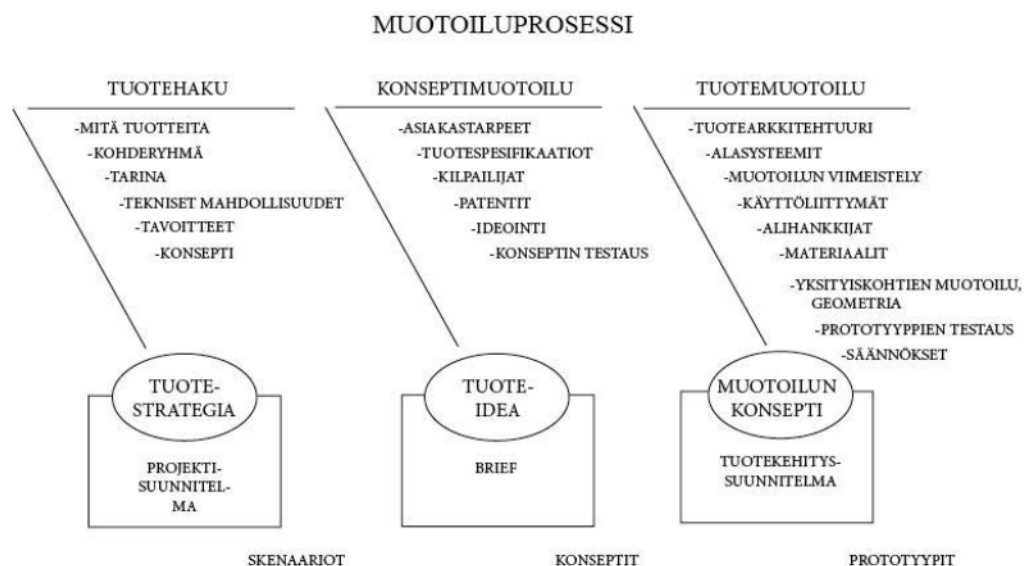 MUOTOILUPROSESSI
TUOTEHAKU
-MITÄ TUOTTEITA
-KOHDERYHMÄ
-TARINA
-TEKNISET MAHDOLLISUUDET
-TAVOITTEET
-KONSEPTI
TUOTE-
STRATEGIA
PROJEKTI-
SUUNNITEL-
MA
SKENAARIOT
KONSEPTIMUOTOILU
-ASIAKASTARPEET
-TUOTESPESIFIKAATIOT
-KILPAILIJAT
-PATENTIT
-IDEOINTI
-KONSEPTIN TESTAUS
TUOTE-
IDEA
BRIEF
KONSEPTIT
TUOTEMUOTOILU
-TUOTEARKKITEHTUURI
-ALASYSTEEMIT
-MUOTOILUN VIIMEISTELY
-KÄYTTÖLIITTYMÄT
-ALIHANKKIJAT
-MATERIAALIT
-YKSITYISKOHTIEN MUOTOILU,
GEOMETRIA
-PROTOTYYPPIEN TESTAUS
-SÄÄNNÖKSET
MUOTOILUN
KONSEPTI
TUOTEKEHITYS-
SUUNNITELMA
PROTOTYYPIT